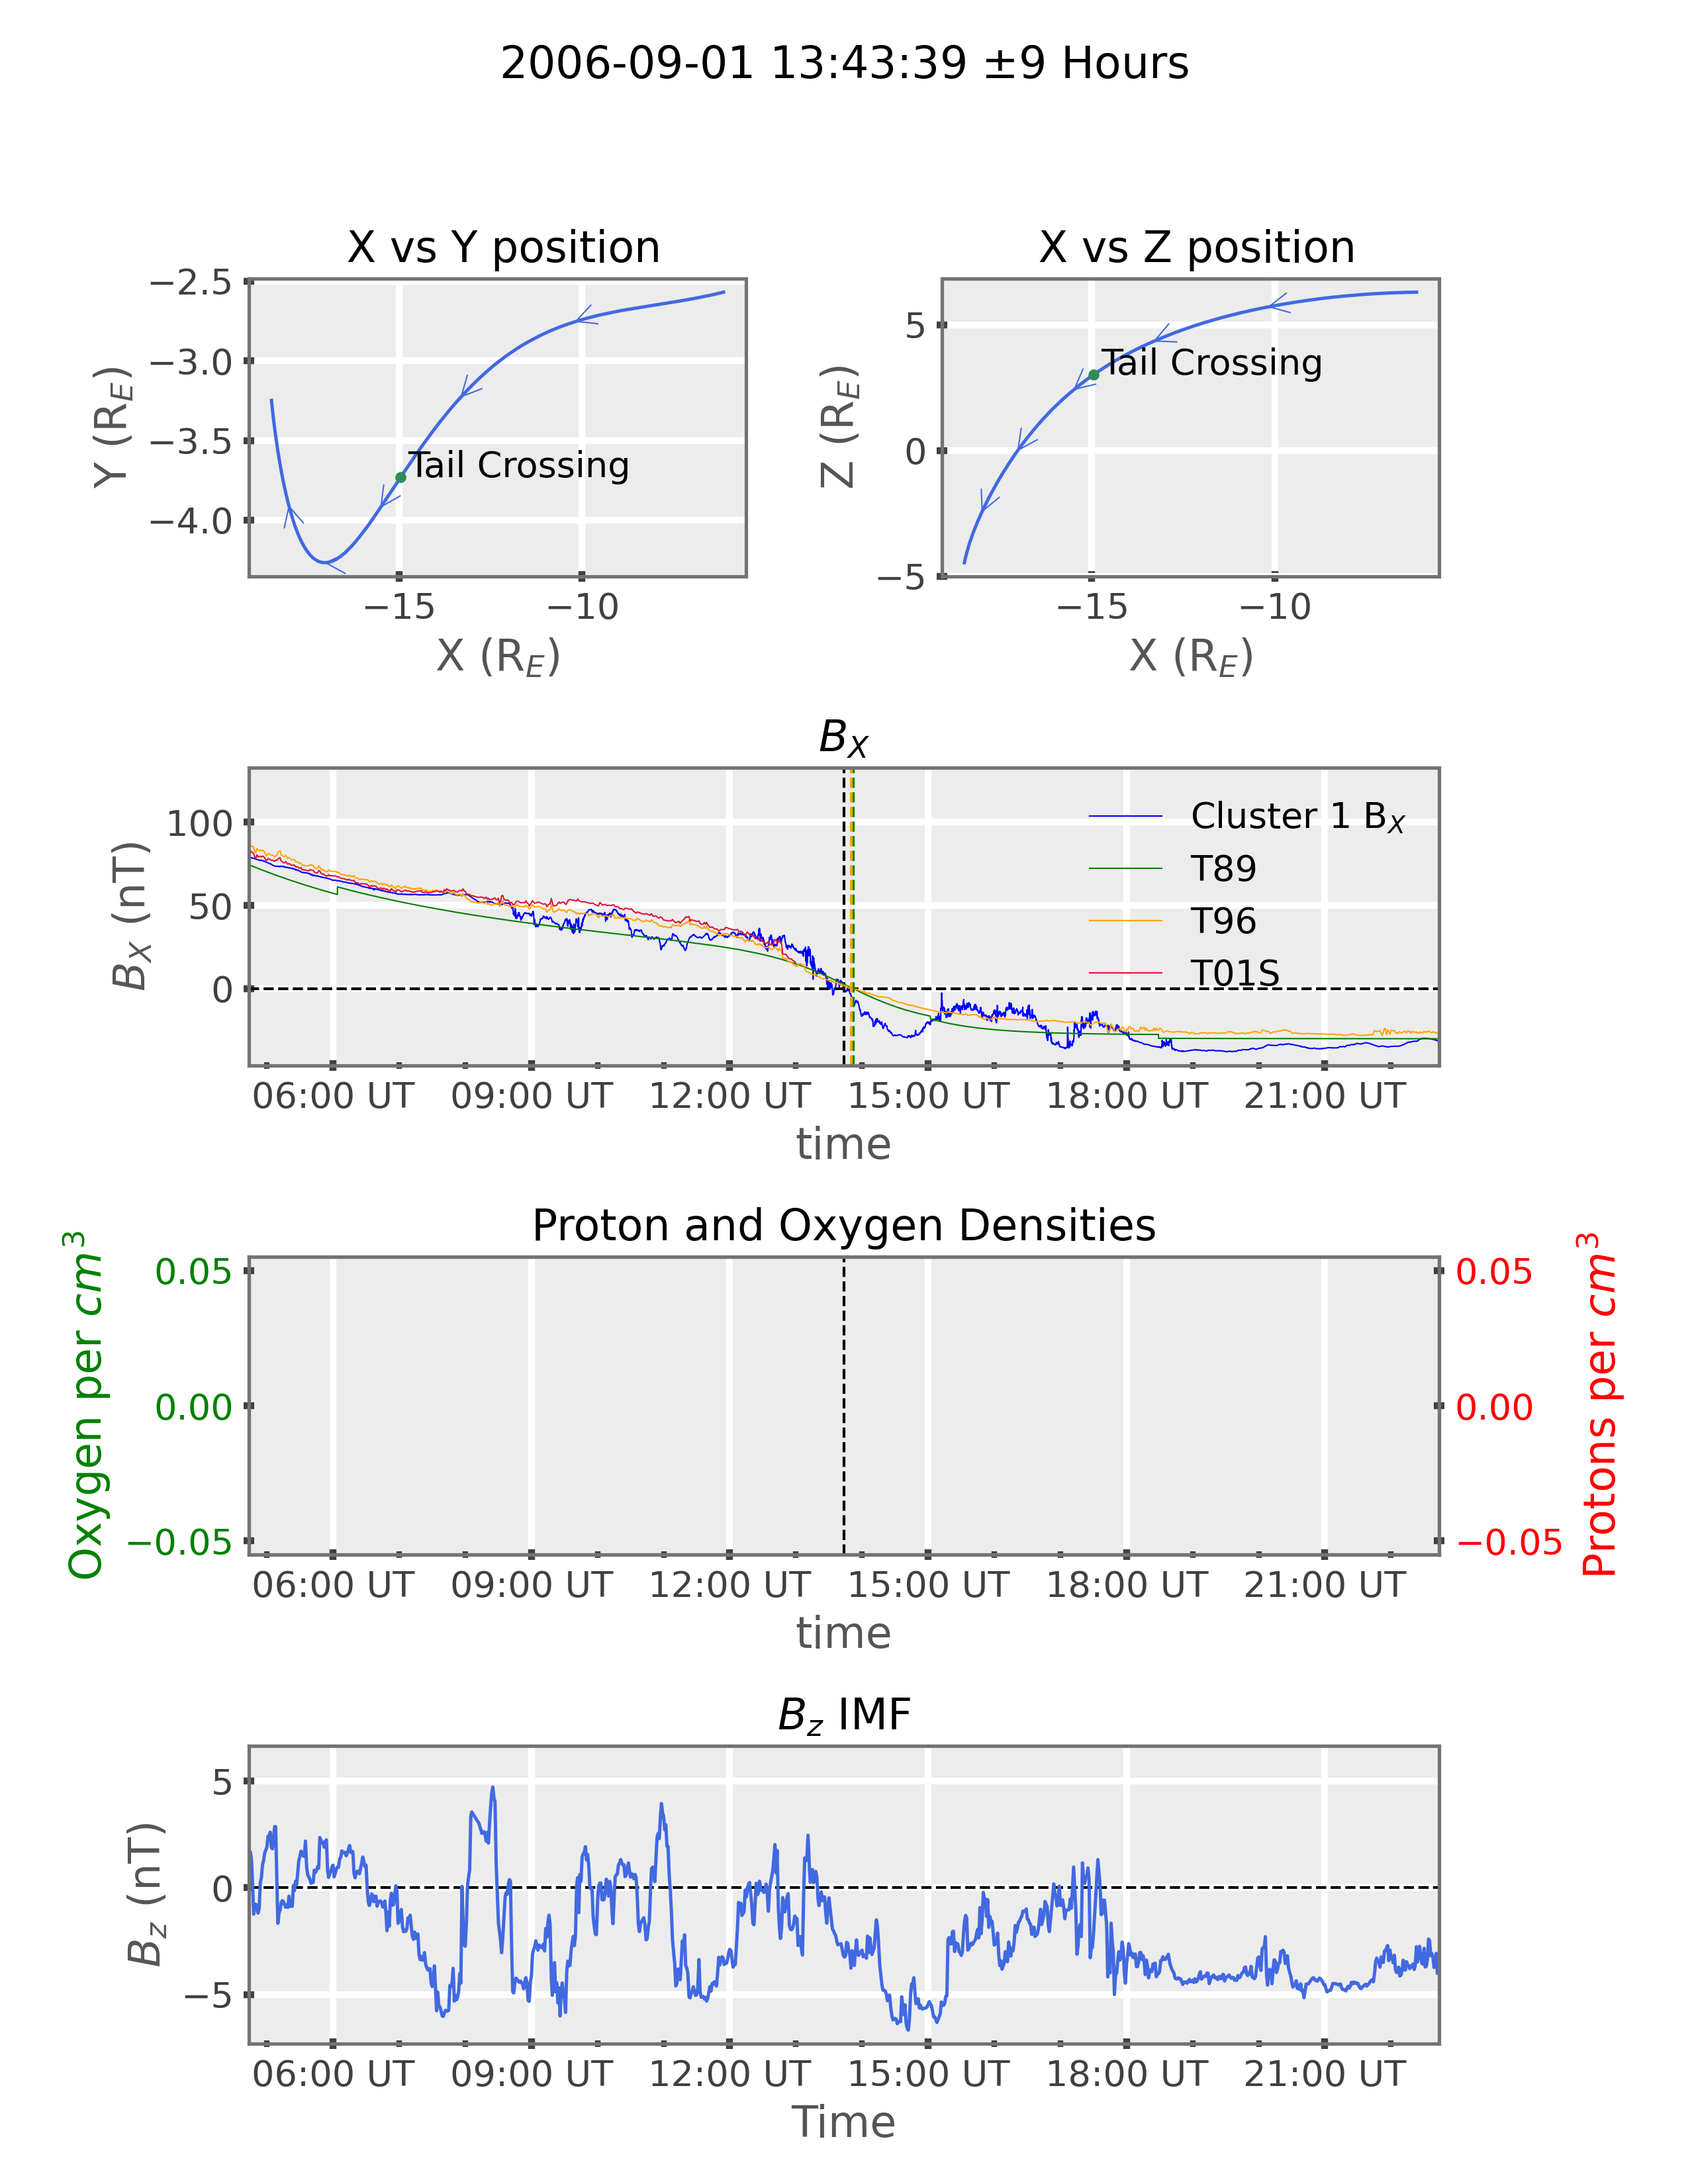 2006-09-01 13:43:39 ±9 Hours
X vs Y position
Y (R_E)
−2.5
−3.0
−3.5
−4.0
Tail Crossing
−15
−10
X (R_E)
X vs Z position
Z (R_E)
5
0
−5
Tail Crossing
−15
−10
X (R_E)
B_X
B_X (nT)
100
50
0
Cluster 1 B_X
T89
T96
T01S
06:00 UT
09:00 UT
12:00 UT
15:00 UT
18:00 UT
21:00 UT
time
Proton and Oxygen Densities
Oxygen per cm³
0.05
0.00
−0.05
0.05
0.00
−0.05
Protons per cm³
06:00 UT
09:00 UT
12:00 UT
15:00 UT
18:00 UT
21:00 UT
time
B_z IMF
B_z (nT)
5
0
−5
06:00 UT
09:00 UT
12:00 UT
15:00 UT
18:00 UT
21:00 UT
Time